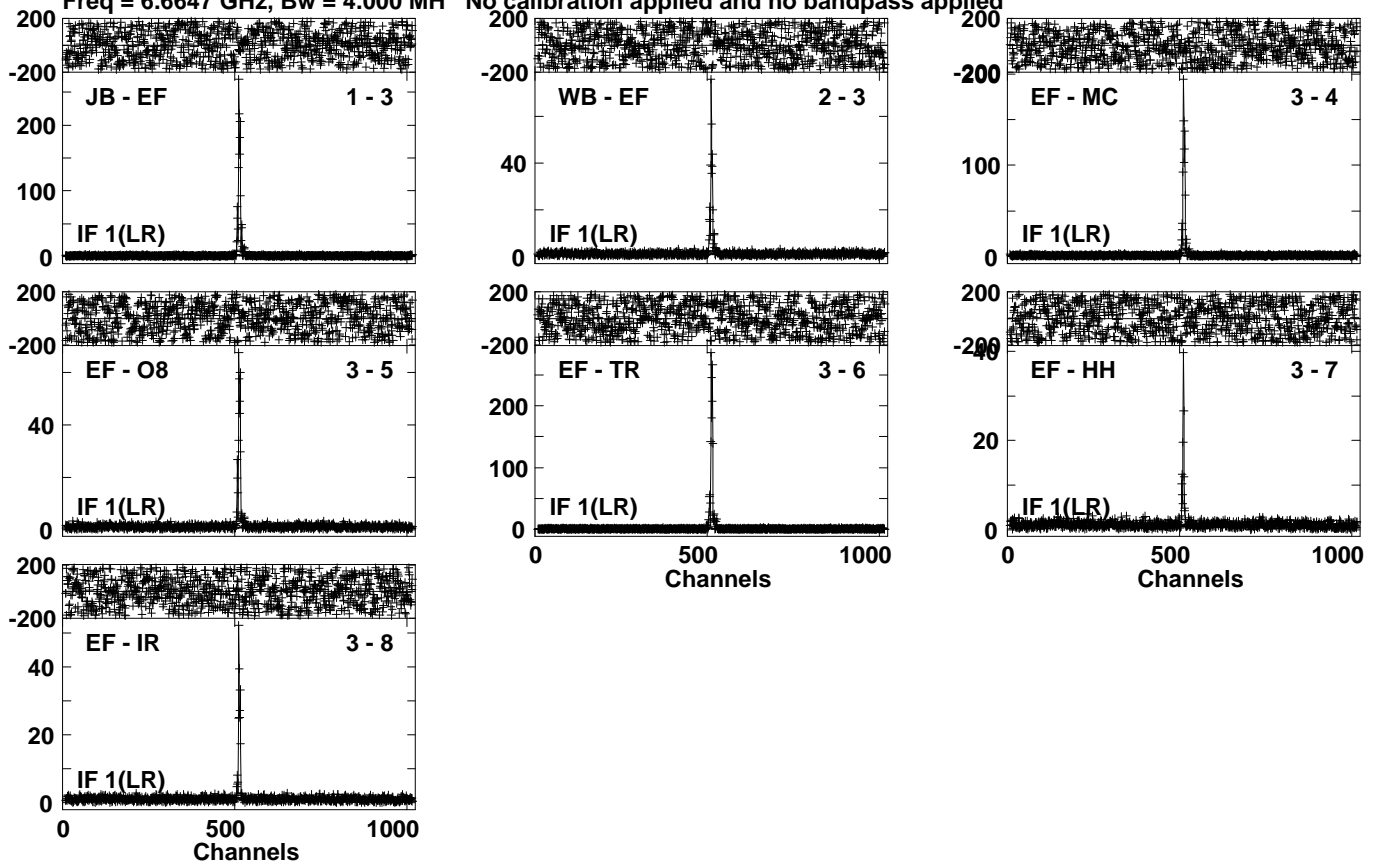 Freq = 6.6647 GHz, Bw = 4.000 MH No calibration applied and no bandpass applied
200
-200
JB - EF 1 - 3
200
100
IF 1(LR)
0
200
-200
WB - EF 2 - 3
40
IF 1(LR)
0
200
-200
200
EF - MC 3 - 4
100
IF 1(LR)
0
200
-200
EF - O8 3 - 5
40
IF 1(LR)
0
200
-200
EF - TR 3 - 6
200
100
IF 1(LR)
0
0 500 1000
Channels
200
-200
40
EF - HH 3 - 7
20
IF 1(LR)
0
0 500 1000
Channels
200
-200
EF - IR 3 - 8
40
20
IF 1(LR)
0
0 500 1000
Channels